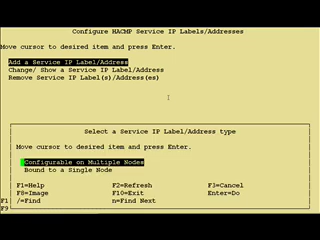 Configure HACMP Service IP Labels/Addresses
Move cursor to desired item and press Enter.
Add a Service IP Label/Address
Change/ Show a Service IP Label/Address
Remove Service IP Label(s)/Address(es)
Select a Service IP Label/Address type
Move cursor to desired item and press Enter.
Configurable on Multiple Nodes
Bound to a Single Node
F1=Help F2=Refresh F3=Cancel
F8=Image F10=Exit Enter=Do
F1 /=Find n=Find Next
F9